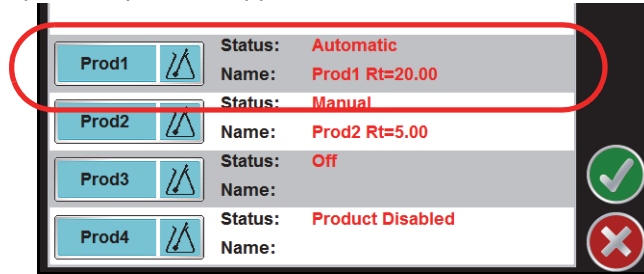 Status: Automatic
Prod1
Name: Prod1 Rt=20.00
Status: Manual
Prod2
Name: Prod2 Rt=5.00
Status: Off
Prod3
Name:
Status: Product Disabled
Prod4
Name: